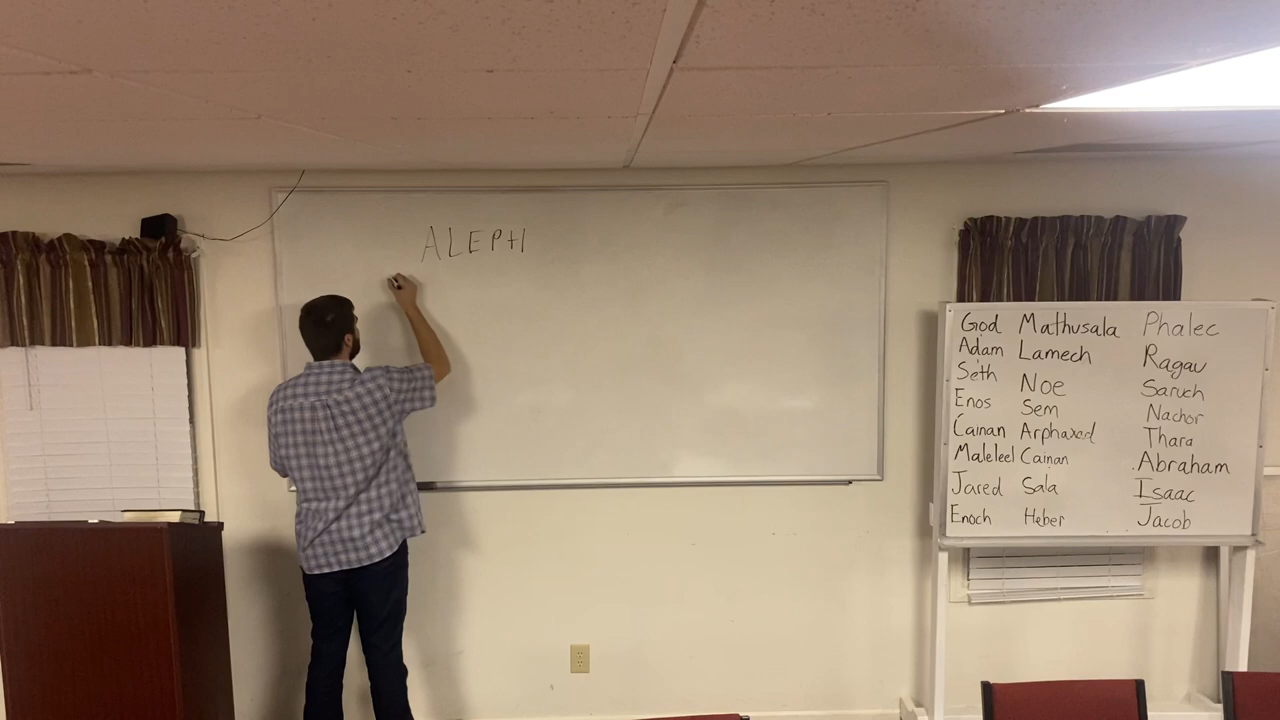 ALEPH
God Mathusala Phalec
Adam Lamech Ragau
Seth Noe Saruch
Enos Sem Nachor
Cainan Arphaxad Thara
Maleleel Cainan Abraham
Jared Sala Isaac
Enoch Heber Jacob